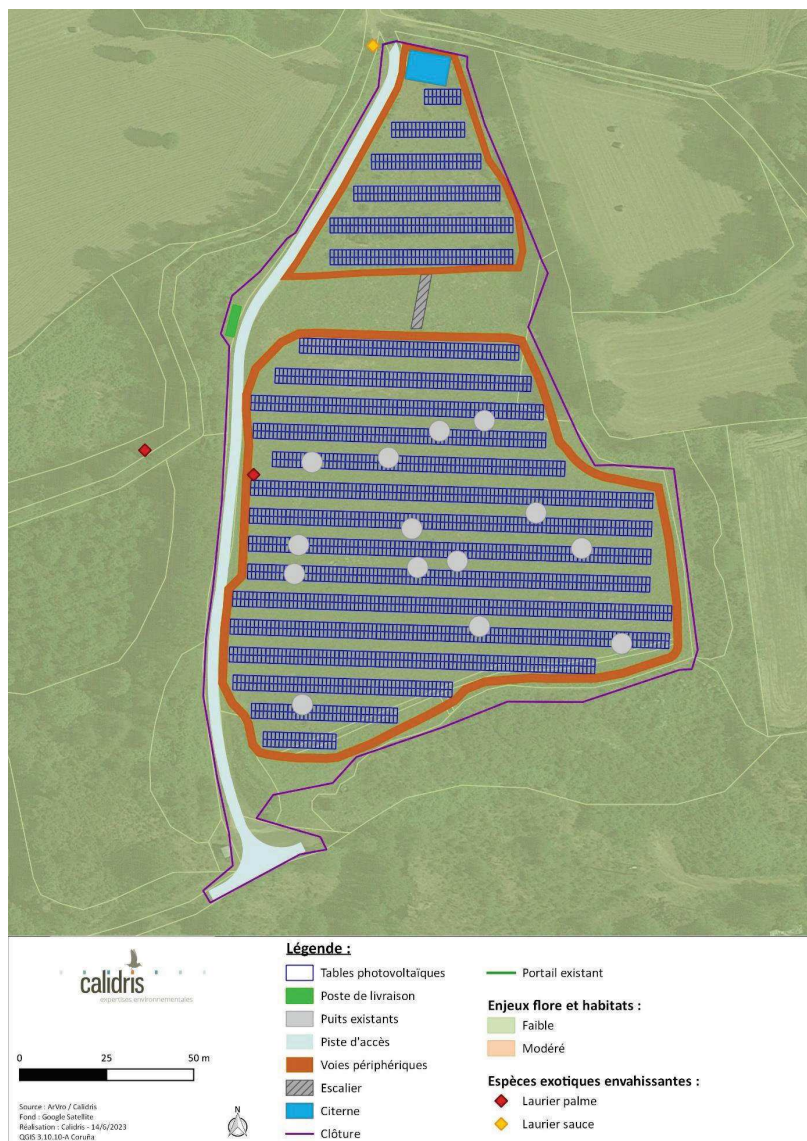 calidris
expertises environnementales
0 25 50 m
Source : ArVro / Calidris
Fond : Google Satellite
Réalisation : Calidris - 14/6/2023
QGIS 3.10.10-A Coruña
N
Légende :
Tables photovoltaïques
Poste de livraison
Puits existants
Piste d'accès
Voies périphériques
Escalier
Citerne
Clôture
Portail existant
Enjeux flore et habitats :
Faible
Modéré
Espèces exotiques envahissantes :
Laurier palme
Laurier sauce